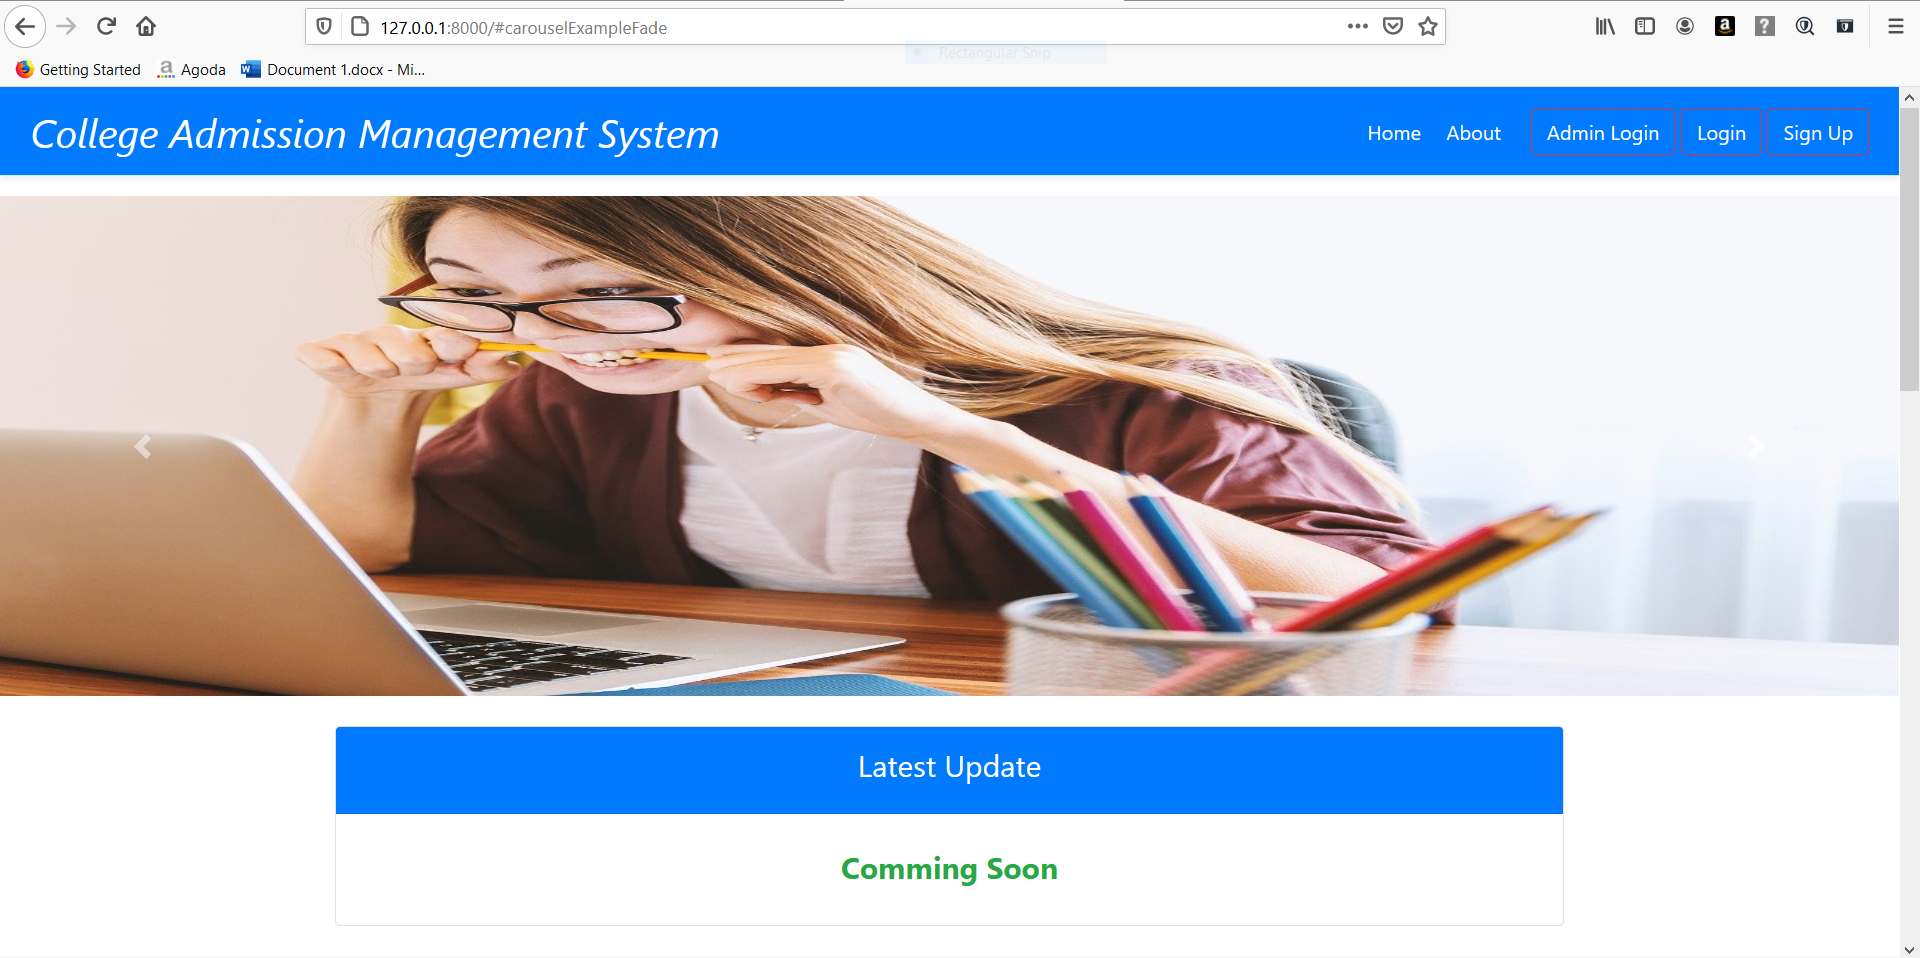 127.0.0.1:8000/#carouselExampleFade
Rectangular Snip
Getting Started
Agoda
Document 1.docx - Mi...
College Admission Management System
Home
About
Admin Login
Login
Sign Up
Latest Update
Comming Soon